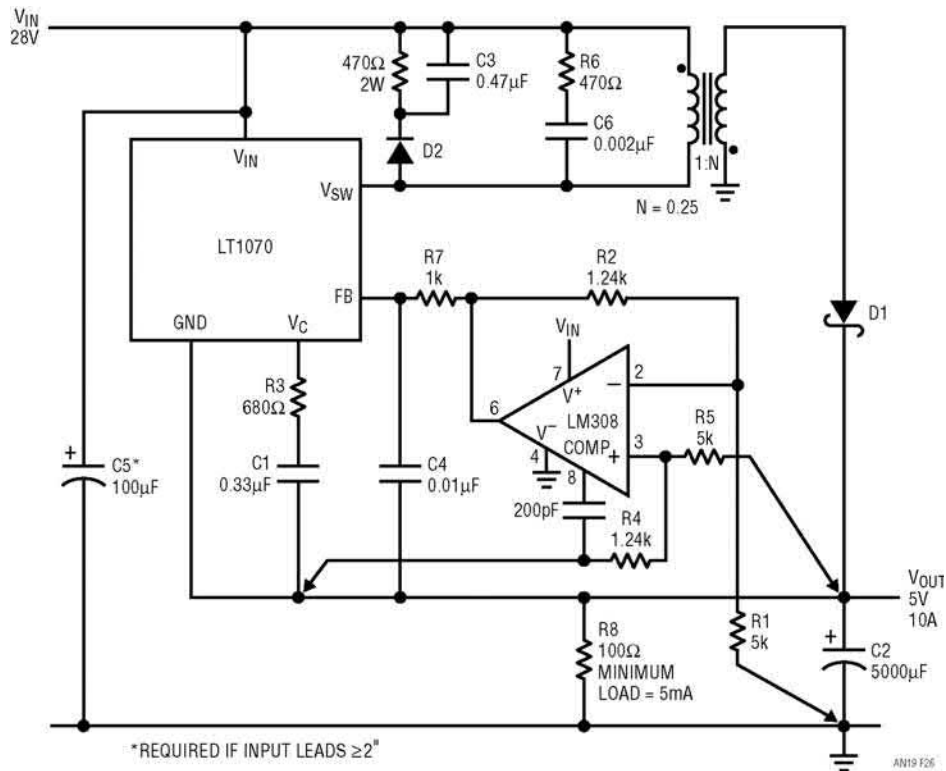 VIN
28V
470Ω
2W
C3
0.47µF
R6
470Ω
C6
0.002µF
D2
1:N
N = 0.25
VIN
VSW
LT1070
FB
GND
VC
R7
1k
R2
1.24k
D1
R3
680Ω
VIN
7
V+
2
−
6
LM308
V−
COMP
4
8
3
+
R5
5k
+
C5*
100µF
C1
0.33µF
C4
0.01µF
200pF
R4
1.24k
VOUT
5V
10A
R8
100Ω
MINIMUM
LOAD = 5mA
R1
5k
+
C2
5000µF
*REQUIRED IF INPUT LEADS ≥2"
AN19 F26